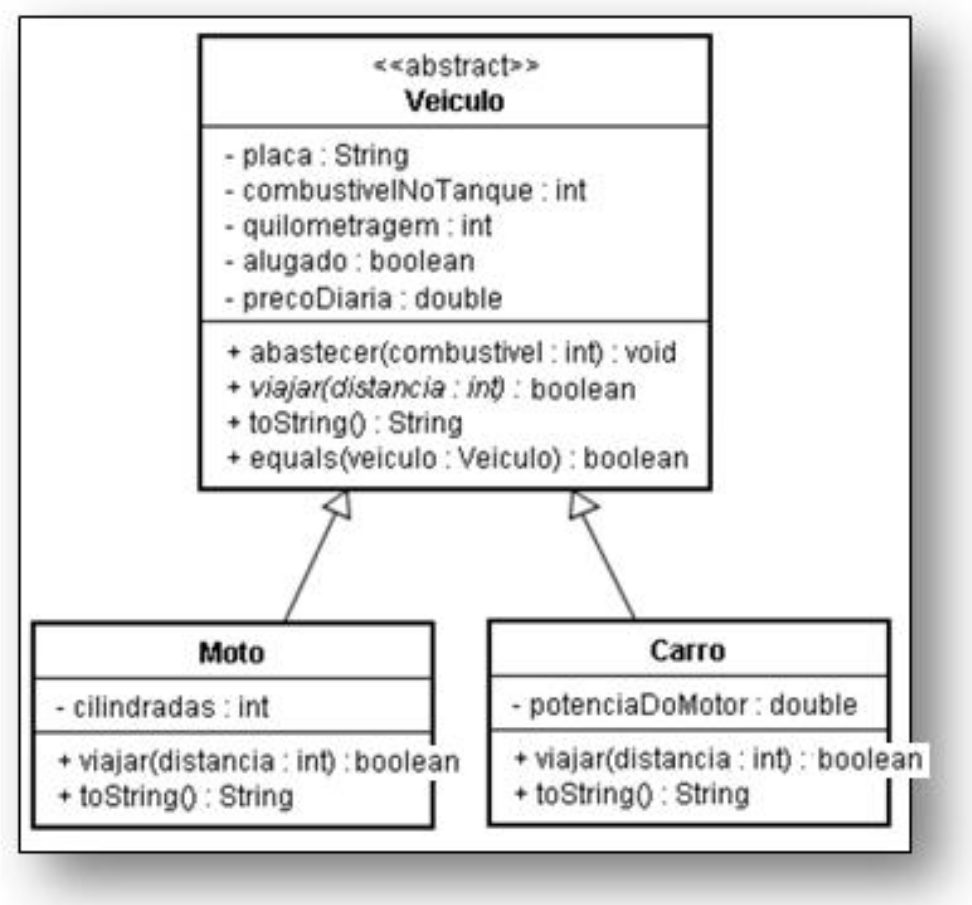 <<abstract>>
Veiculo
- placa : String
- combustivelNoTanque : int
- quilometragem : int
- alugado : boolean
- precoDiaria : double
+ abastecer(combustivel : int) : void
+ viajar(distancia : int) : boolean
+ toString() : String
+ equals(veiculo : Veiculo) : boolean
Moto
- cilindradas : int
+ viajar(distancia : int) : boolean
+ toString() : String
Carro
- potenciaDoMotor : double
+ viajar(distancia : int) : boolean
+ toString() : String